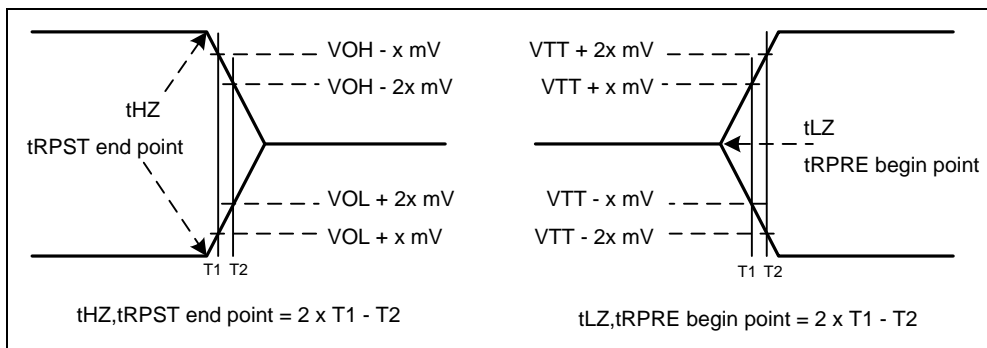 VOH - x mV
VOH - 2x mV
tHZ
tRPST end point
VOL + 2x mV
VOL + x mV
T1 T2
tHZ,tRPST end point = 2 x T1 - T2
VTT + 2x mV
VTT + x mV
tLZ
tRPRE begin point
VTT - x mV
VTT - 2x mV
T1 T2
tLZ,tRPRE begin point = 2 x T1 - T2